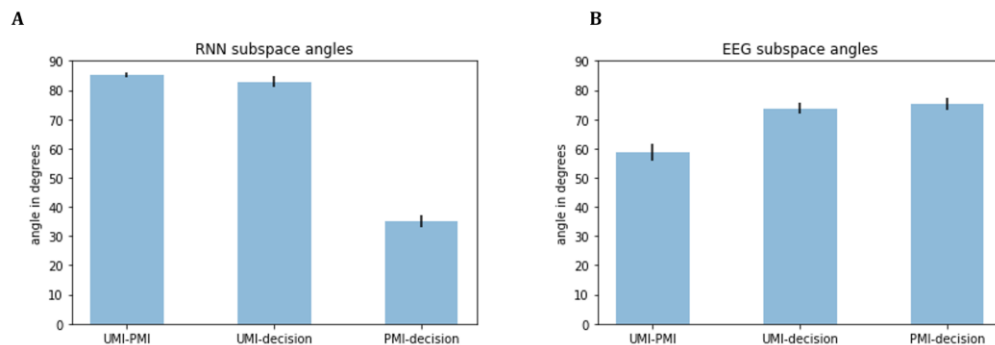 A
RNN subspace angles
angle in degrees
90
80
70
60
50
40
30
20
10
0
UMI-PMI
UMI-decision
PMI-decision
B
EEG subspace angles
angle in degrees
90
80
70
60
50
40
30
20
10
0
UMI-PMI
UMI-decision
PMI-decision